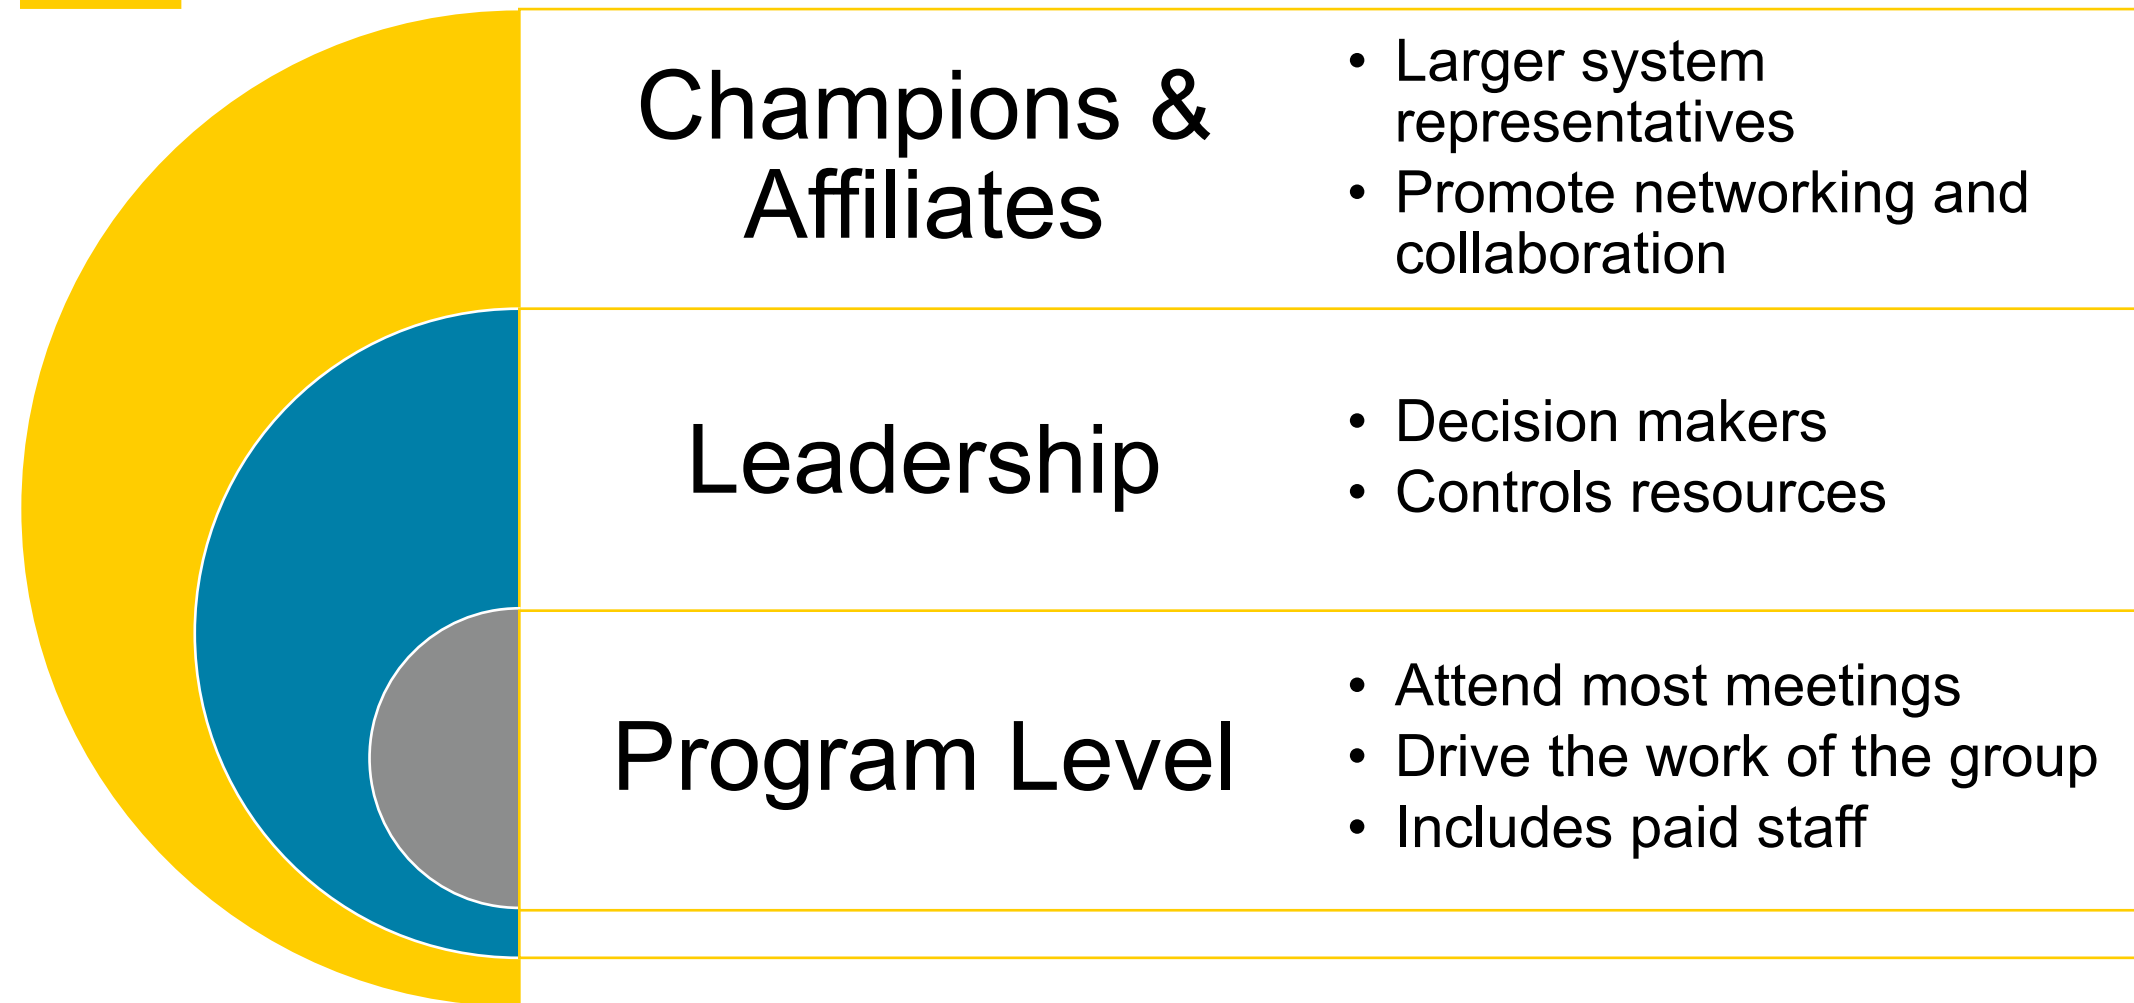 Champions &
Affiliates
• Larger system
representatives
• Promote networking and
collaboration
Leadership
• Decision makers
• Controls resources
Program Level
• Attend most meetings
• Drive the work of the group
• Includes paid staff